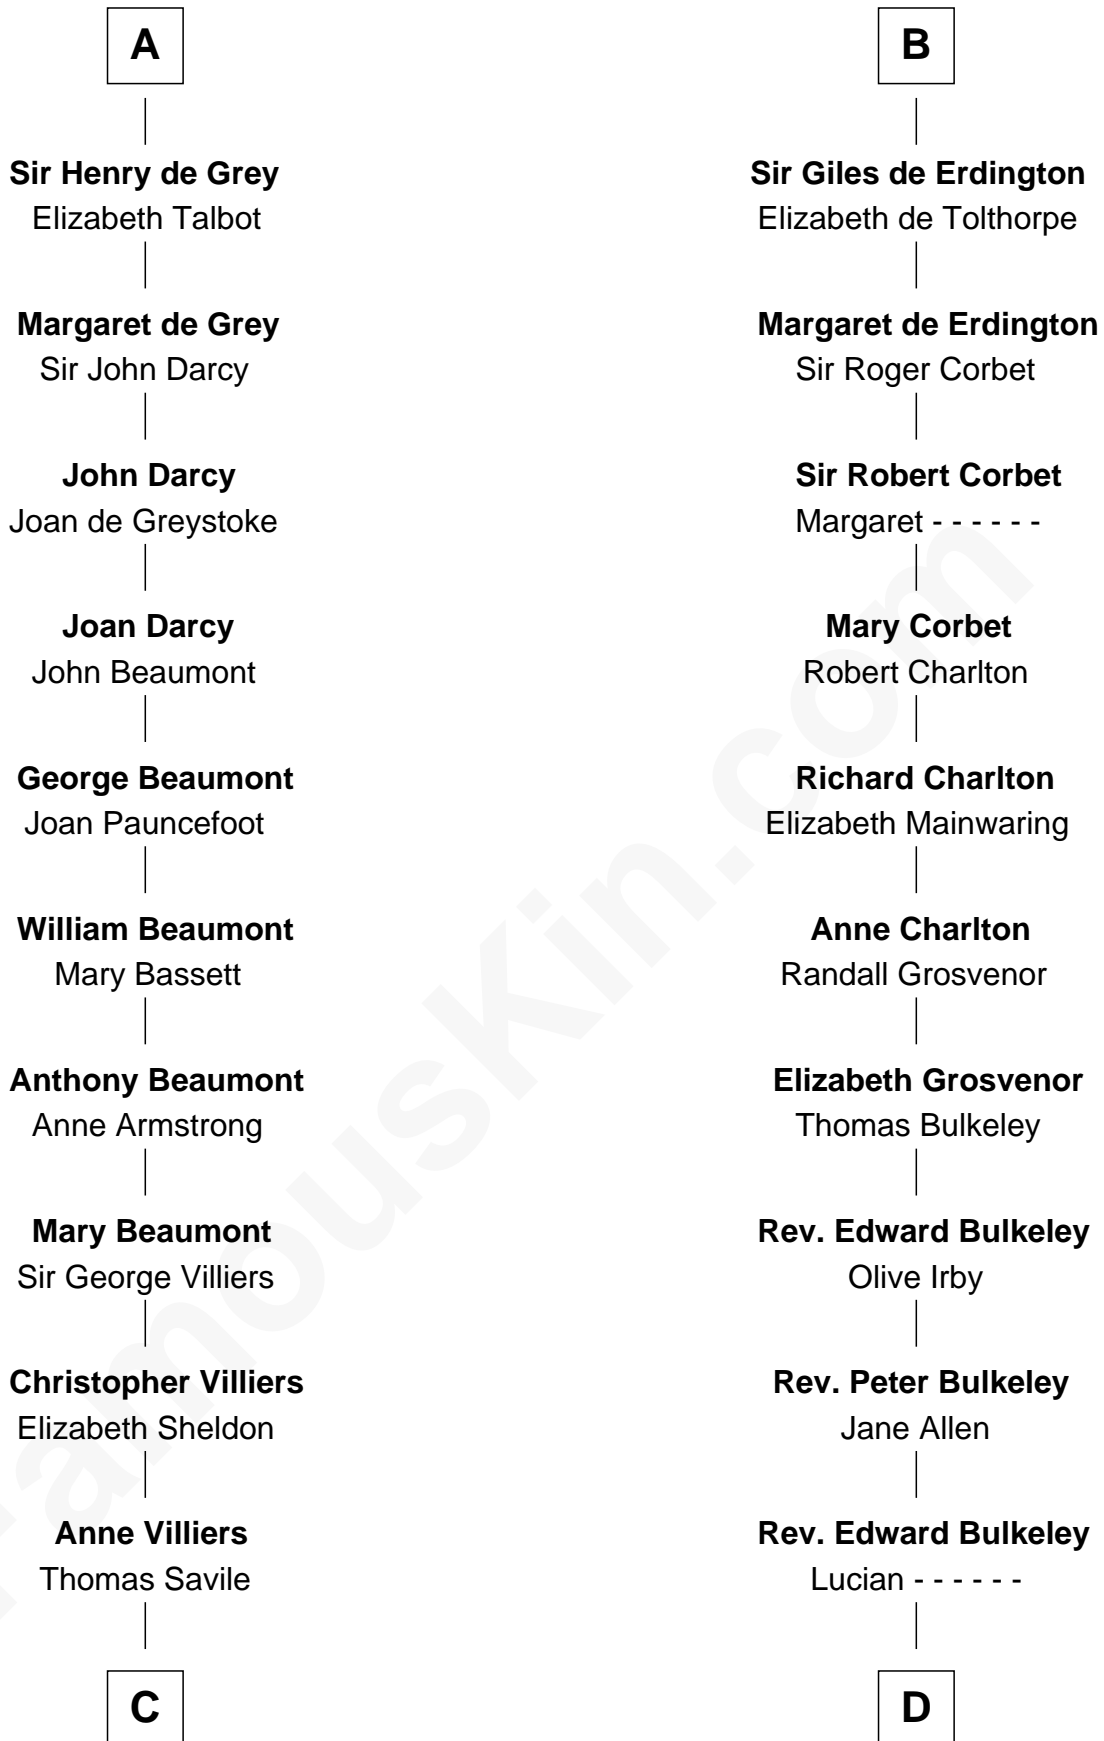 A
Sir Henry de Grey
Elizabeth Talbot
Margaret de Grey
Sir John Darcy
John Darcy
Joan de Greystoke
Joan Darcy
John Beaumont
George Beaumont
Joan Pauncefoot
William Beaumont
Mary Bassett
Anthony Beaumont
Anne Armstrong
Mary Beaumont
Sir George Villiers
Christopher Villiers
Elizabeth Sheldon
Anne Villiers
Thomas Savile
C
B
Sir Giles de Erdington
Elizabeth de Tolthorpe
Margaret de Erdington
Sir Roger Corbet
Sir Robert Corbet
Margaret - - - - - -
Mary Corbet
Robert Charlton
Richard Charlton
Elizabeth Mainwaring
Anne Charlton
Randall Grosvenor
Elizabeth Grosvenor
Thomas Bulkeley
Rev. Edward Bulkeley
Olive Irby
Rev. Peter Bulkeley
Jane Allen
Rev. Edward Bulkeley
Lucian - - - - - -
D
FamousKin.com